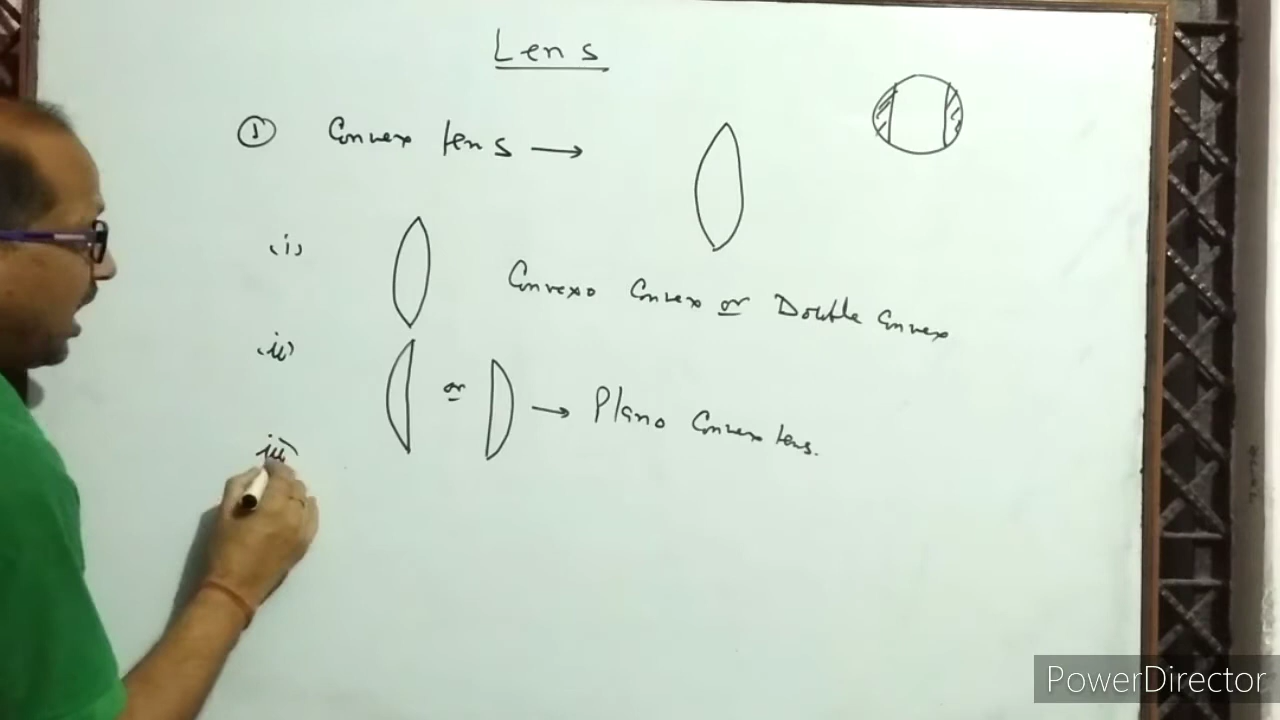 Lens
① Convex lens →
(i) Convexo Convex or Double Convex
(ii) or → Plano Convex lens.
iii)
PowerDirector